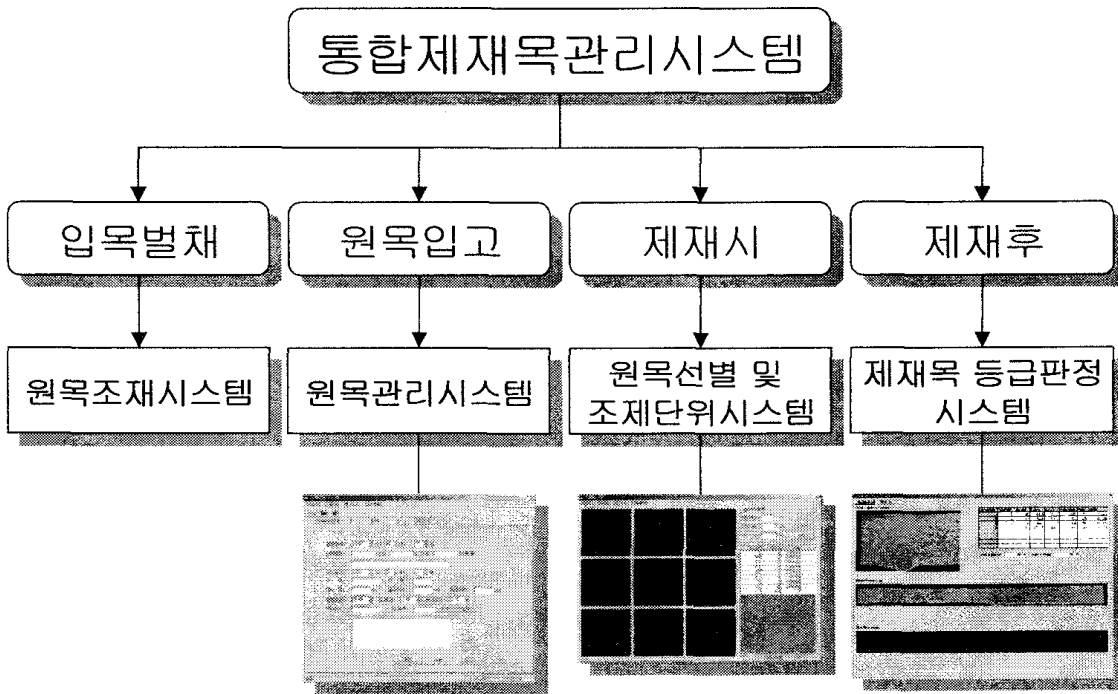 통합제재목관리시스템
입목벌채
원목입고
제재시
제재후
원목조재시스템
원목관리시스템
원목선별 및
조제단위시스템
제재목 등급판정
시스템